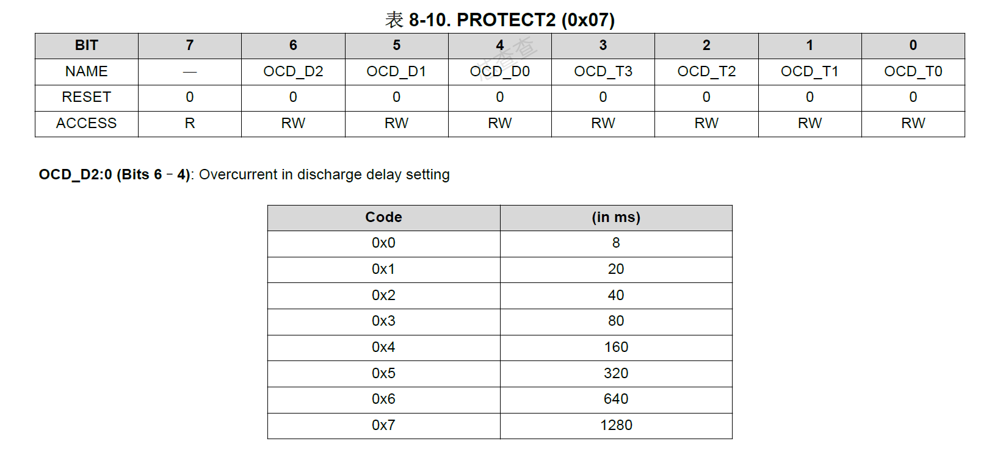 表 8-10. PROTECT2 (0x07)
BIT 7 6 5 4 3 2 1 0
NAME — OCD_D2 OCD_D1 OCD_D0 OCD_T3 OCD_T2 OCD_T1 OCD_T0
RESET 0 0 0 0 0 0 0 0
ACCESS R RW RW RW RW RW RW RW
芯查查
OCD_D2:0 (Bits 6 – 4): Overcurrent in discharge delay setting
Code (in ms)
0x0 8
0x1 20
0x2 40
0x3 80
0x4 160
0x5 320
0x6 640
0x7 1280